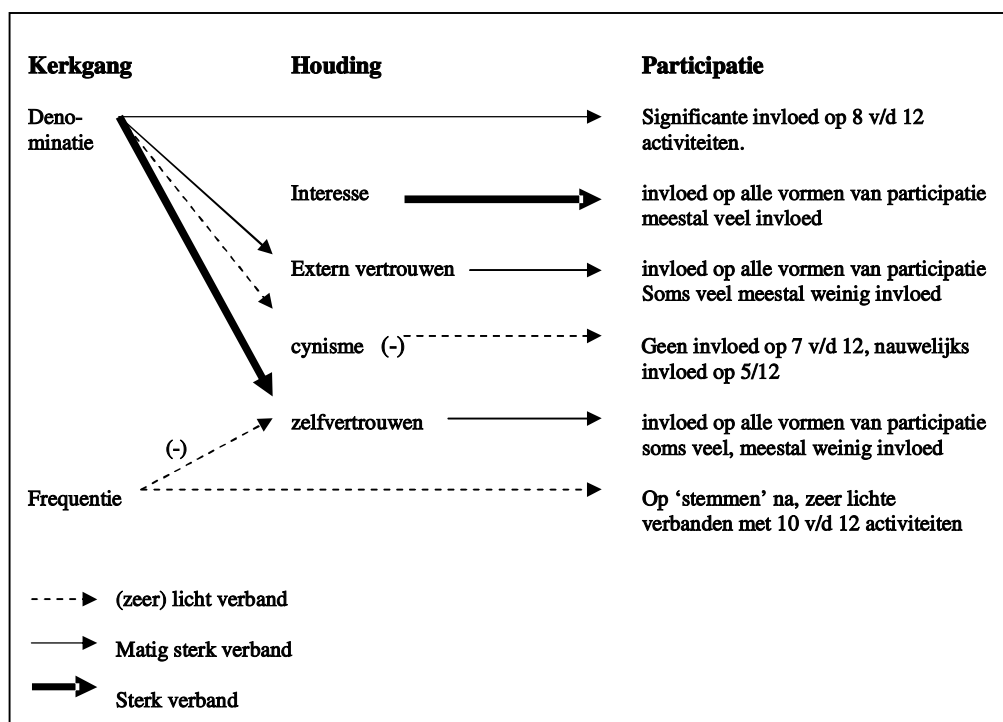 Kerkgang Houding Participatie
Deno-
minatie
Significante invloed op 8 v/d 12
activiteiten.
Interesse
invloed op alle vormen van participatie
meestal veel invloed
Extern vertrouwen
invloed op alle vormen van participatie
Soms veel meestal weinig invloed
cynisme (-)
Geen invloed op 7 v/d 12, nauwelijks
invloed op 5/12
zelfvertrouwen
invloed op alle vormen van participatie
soms veel, meestal weinig invloed
(-)
Frequentie
Op ‘stemmen’ na, zeer lichte
verbanden met 10 v/d 12 activiteiten
(zeer) licht verband
Matig sterk verband
Sterk verband